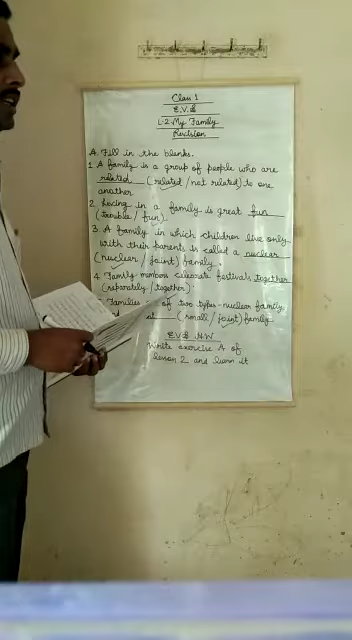 Class 1
E.V.S
L-2 My Family
Revision
A. Fill in the blanks.
1. A family is a group of people who are
related (related / not related) to one
another.
2. Living in a family is great fun
(trouble / fun).
3. A family in which children live only
with their parents is called a nuclear
(nuclear / joint) family.
4. Family members celebrate festivals together
(separately / together)
Families of two types - nuclear family
(small / joint) family
E.V.S H.W
Write exercise A of
lesson 2 and learn it